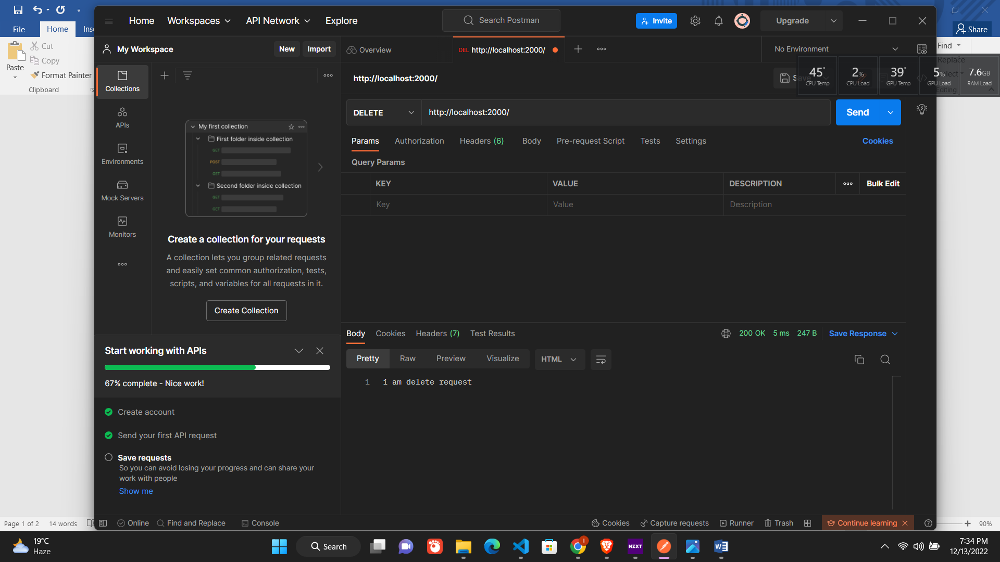 File
Home
Share
Cut
Copy
Paste
Format Painter
Clipboard
Find
Replace
Editing
Home
Workspaces
API Network
Explore
Search Postman
Invite
Upgrade
My Workspace
New
Import
Overview
DEL http://localhost:2000/
No Environment
45°
CPU Temp
2%
CPU Load
39°
GPU Temp
5%
GPU Load
7.6GB
RAM Load
Collections
APIs
Environments
Mock Servers
Monitors
My first collection
First folder inside collection
GET
POST
GET
Second folder inside collection
GET
GET
Create a collection for your requests
A collection lets you group related requests
and easily set common authorization, tests,
scripts, and variables for all requests in it.
Create Collection
http://localhost:2000/
Save
DELETE
http://localhost:2000/
Send
Params
Authorization
Headers (6)
Body
Pre-request Script
Tests
Settings
Cookies
Query Params
KEY
VALUE
DESCRIPTION
Bulk Edit
Key
Value
Description
Body
Cookies
Headers (7)
Test Results
200 OK
5 ms
247 B
Save Response
Pretty
Raw
Preview
Visualize
HTML
1 i am delete request
Start working with APIs
67% complete - Nice work!
Create account
Send your first API request
Save requests
So you can avoid losing your progress and can share your
work with people
Show me
Page 1 of 2
14 words
Online
Find and Replace
Console
Cookies
Capture requests
Runner
Trash
Continue learning
90%
19°C
Haze
Search
NZXT
7:34 PM
12/13/2022